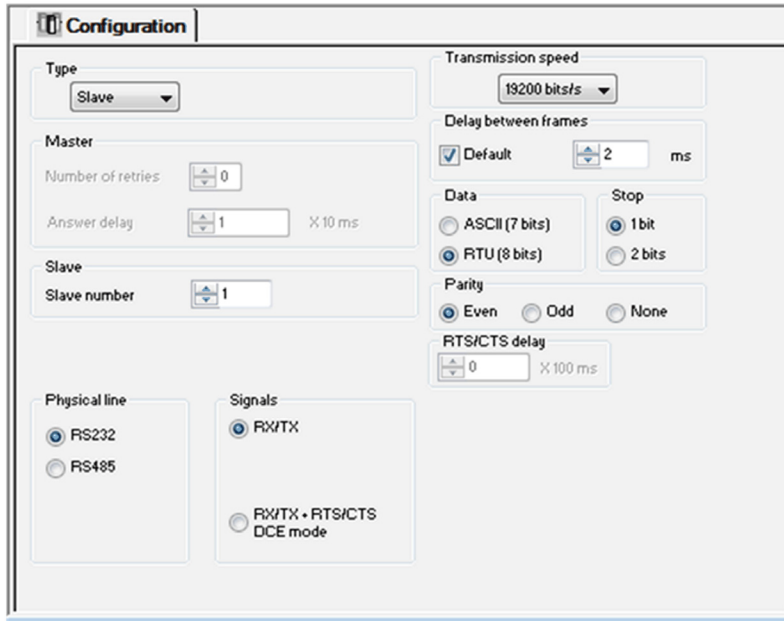 Configuration
Type
Slave
Master
Number of retries 0
Answer delay 1 X 10 ms
Slave
Slave number 1
Physical line
RS232
RS485
Signals
RX/TX
RX/TX + RTS/CTS
DCE mode
Transmission speed
19200 bits/s
Delay between frames
Default 2 ms
Data
ASCII (7 bits)
RTU (8 bits)
Stop
1 bit
2 bits
Parity
Even Odd None
RTS/CTS delay
0 X 100 ms